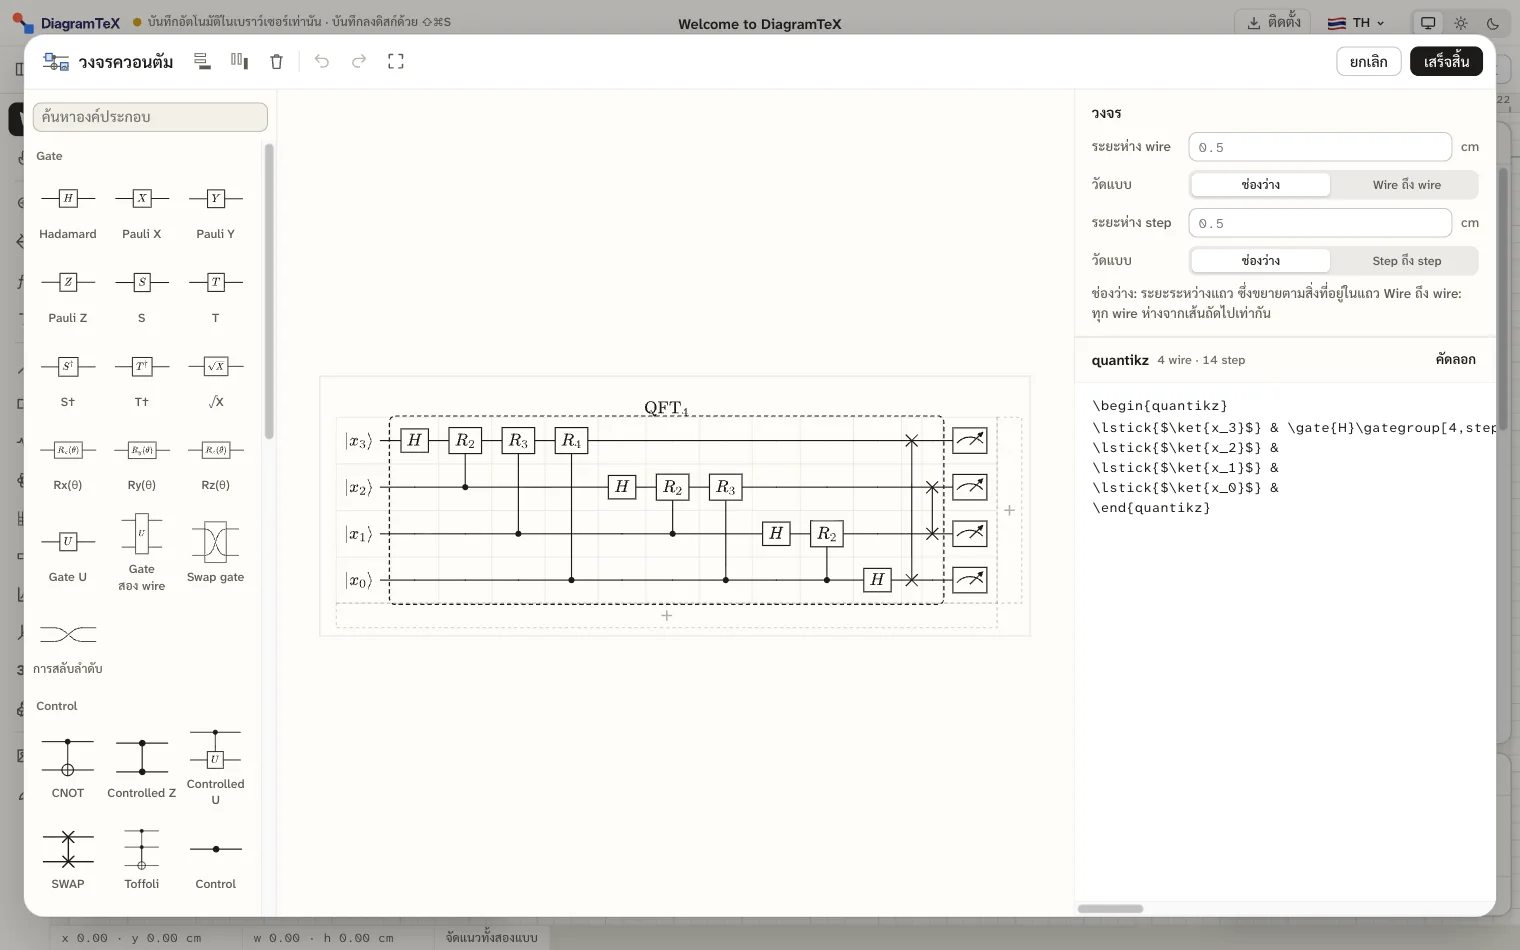 DiagramTeX
บันทึกอัตโนมัติในเบราว์เซอร์เท่านั้น · บันทึกลงดิสก์ด้วย ⇧⌘S
Welcome to DiagramTeX
ติดตั้ง
TH
วงจรควอนตัม
ยกเลิก
เสร็จสิ้น
ค้นหาองค์ประกอบ
Gate
H X Y
Hadamard Pauli X Pauli Y
Z S T
Pauli Z S T
S† T† √X
S† T† √X
Rₓ(θ) Rᵧ(θ) R_z(θ)
Rx(θ) Ry(θ) Rz(θ)
U U
Gate U
Gate สอง wire
Swap gate
การสลับลำดับ
Control
U
CNOT Controlled Z Controlled U
SWAP Toffoli Control
QFT₄
|x₃⟩ H R₂ R₃ R₄
|x₂⟩ H R₂ R₃
|x₁⟩ H R₂
|x₀⟩ H
+
+
วงจร
ระยะห่าง wire 0.5 cm
วัดแบบ ช่องว่าง Wire ถึง wire
ระยะห่าง step 0.5 cm
วัดแบบ ช่องว่าง Step ถึง step
ช่องว่าง: ระยะระหว่างแถว ซึ่งขยายตามสิ่งที่อยู่ในแถว Wire ถึง wire:
ทุก wire ห่างจากเส้นถัดไปเท่ากัน
quantikz 4 wire · 14 step คัดลอก
\begin{quantikz}
\lstick{$\ket{x_3}$} & \gate{H}\gategroup[4,step
\lstick{$\ket{x_2}$} &
\lstick{$\ket{x_1}$} &
\lstick{$\ket{x_0}$} &
\end{quantikz}
22
x 0.00 · y 0.00 cm
w 0.00 · h 0.00 cm
จัดแนวทั้งสองแบบ